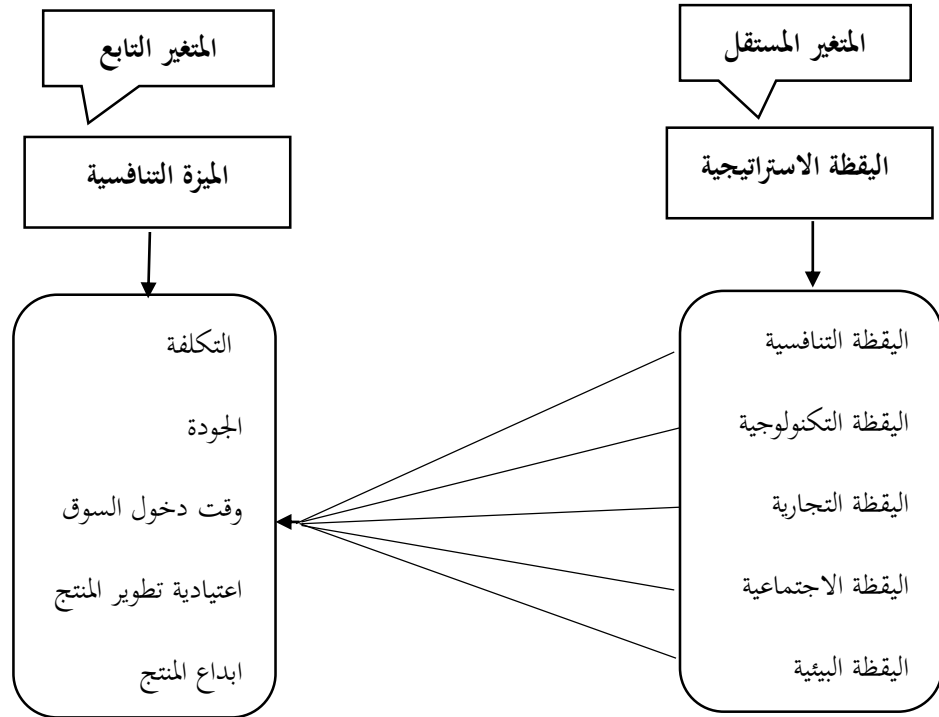 المتغير المستقل
اليقظة الاستراتيجية
اليقظة التنافسية
اليقظة التكنولوجية
اليقظة التجارية
اليقظة الاجتماعية
اليقظة البيئية
المتغير التابع
الميزة التنافسية
التكلفة
الجودة
وقت دخول السوق
اعتيادية تطوير المنتج
ابداع المنتج